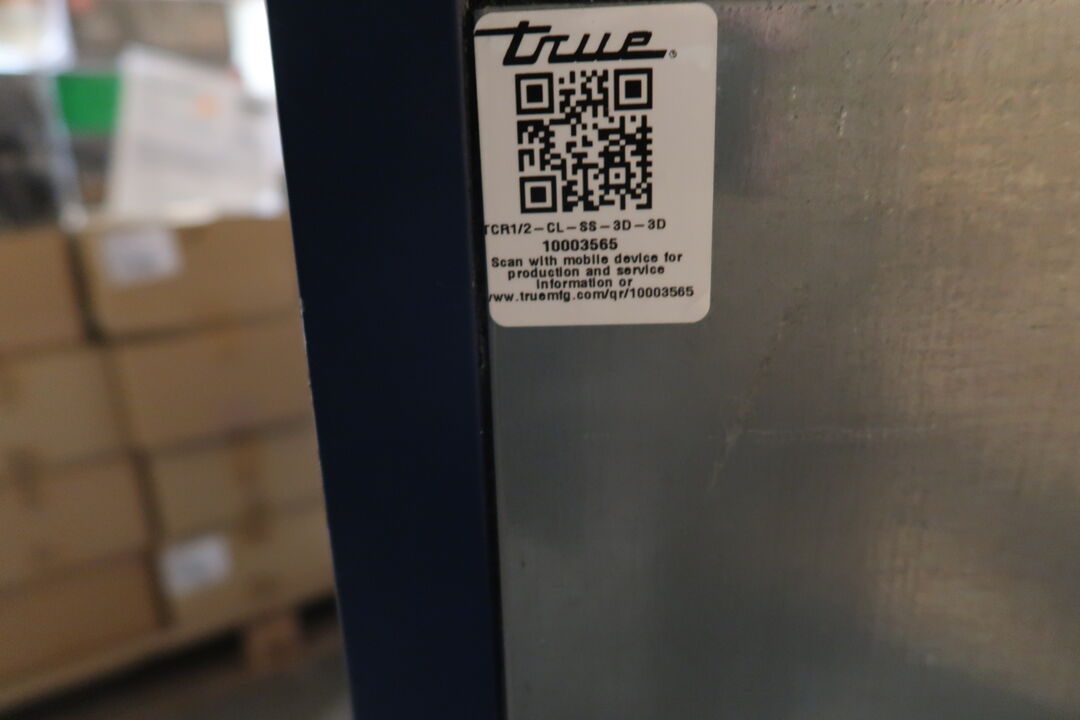 true®
TCR1/2-CL-SS-3D-3D
10003565
Scan with mobile device for
production and service
information or
www.truemfg.com/qr/10003565